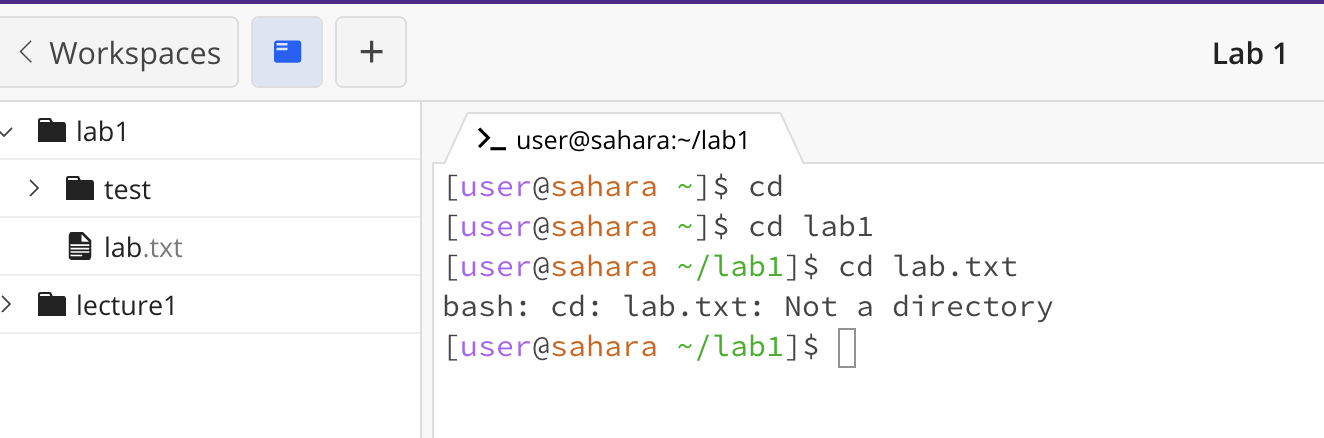 Workspaces
Lab 1
lab1
test
lab.txt
lecture1
user@sahara:~/lab1
[user@sahara ~]$ cd
[user@sahara ~]$ cd lab1
[user@sahara ~/lab1]$ cd lab.txt
bash: cd: lab.txt: Not a directory
[user@sahara ~/lab1]$